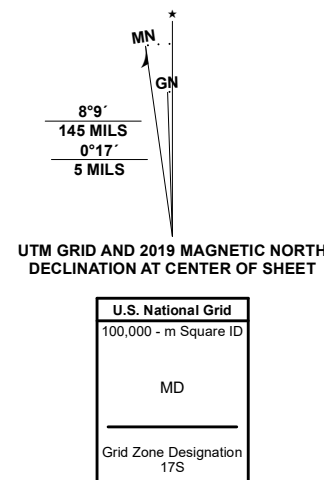 ★
MN
GN
8°9´
145 MILS
0°17´
5 MILS
UTM GRID AND 2019 MAGNETIC NORTH
DECLINATION AT CENTER OF SHEET
U.S. National Grid
100,000 - m Square ID
MD
Grid Zone Designation
17S